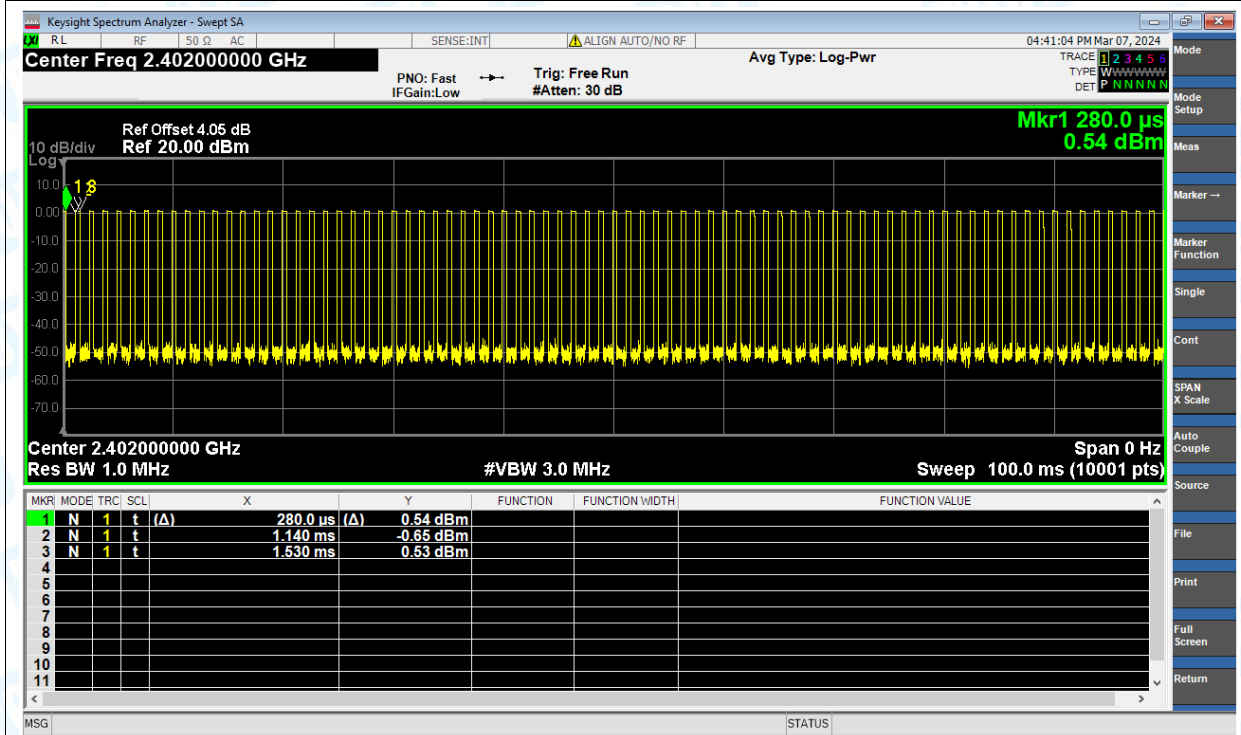 Keysight Spectrum Analyzer - Swept SA
LXI RL RF 50 Ω AC SENSE:INT ALIGN AUTO/NO RF 04:41:04 PM Mar 07, 2024
Center Freq 2.402000000 GHz
PNO: Fast
IFGain:Low
Trig: Free Run
#Atten: 30 dB
Avg Type: Log-Pwr
TRACE 1 2 3 4 5 6
TYPE WWWWWWW
DET P N N N N N
Ref Offset 4.05 dB
10 dB/div Ref 20.00 dBm
Log
Mkr1 280.0 µs
0.54 dBm
10.0
0.00
-10.0
-20.0
-30.0
-40.0
-50.0
-60.0
-70.0
1 3
Center 2.402000000 GHz Span 0 Hz
Res BW 1.0 MHz #VBW 3.0 MHz Sweep 100.0 ms (10001 pts)
MKR MODE TRC SCL X Y FUNCTION FUNCTION WIDTH FUNCTION VALUE
1 N 1 t (Δ) 280.0 µs (Δ) 0.54 dBm
2 N 1 t 1.140 ms -0.65 dBm
3 N 1 t 1.530 ms 0.53 dBm
4
5
6
7
8
9
10
11
MSG STATUS
Mode
Mode
Setup
Meas
Marker →
Marker
Function
Single
Cont
SPAN
X Scale
Auto
Couple
Source
File
Print
Full
Screen
Return